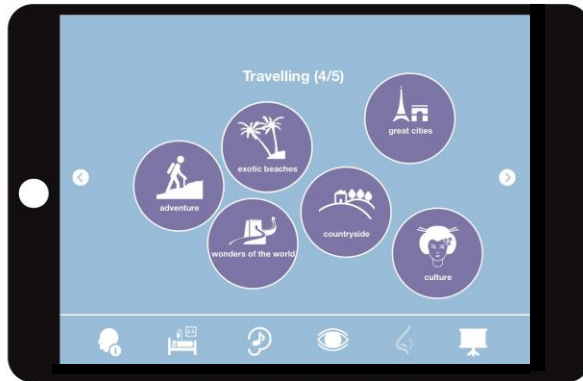 Travelling (4/5)
great cities
exotic beaches
adventure
countryside
wonders of the world
culture